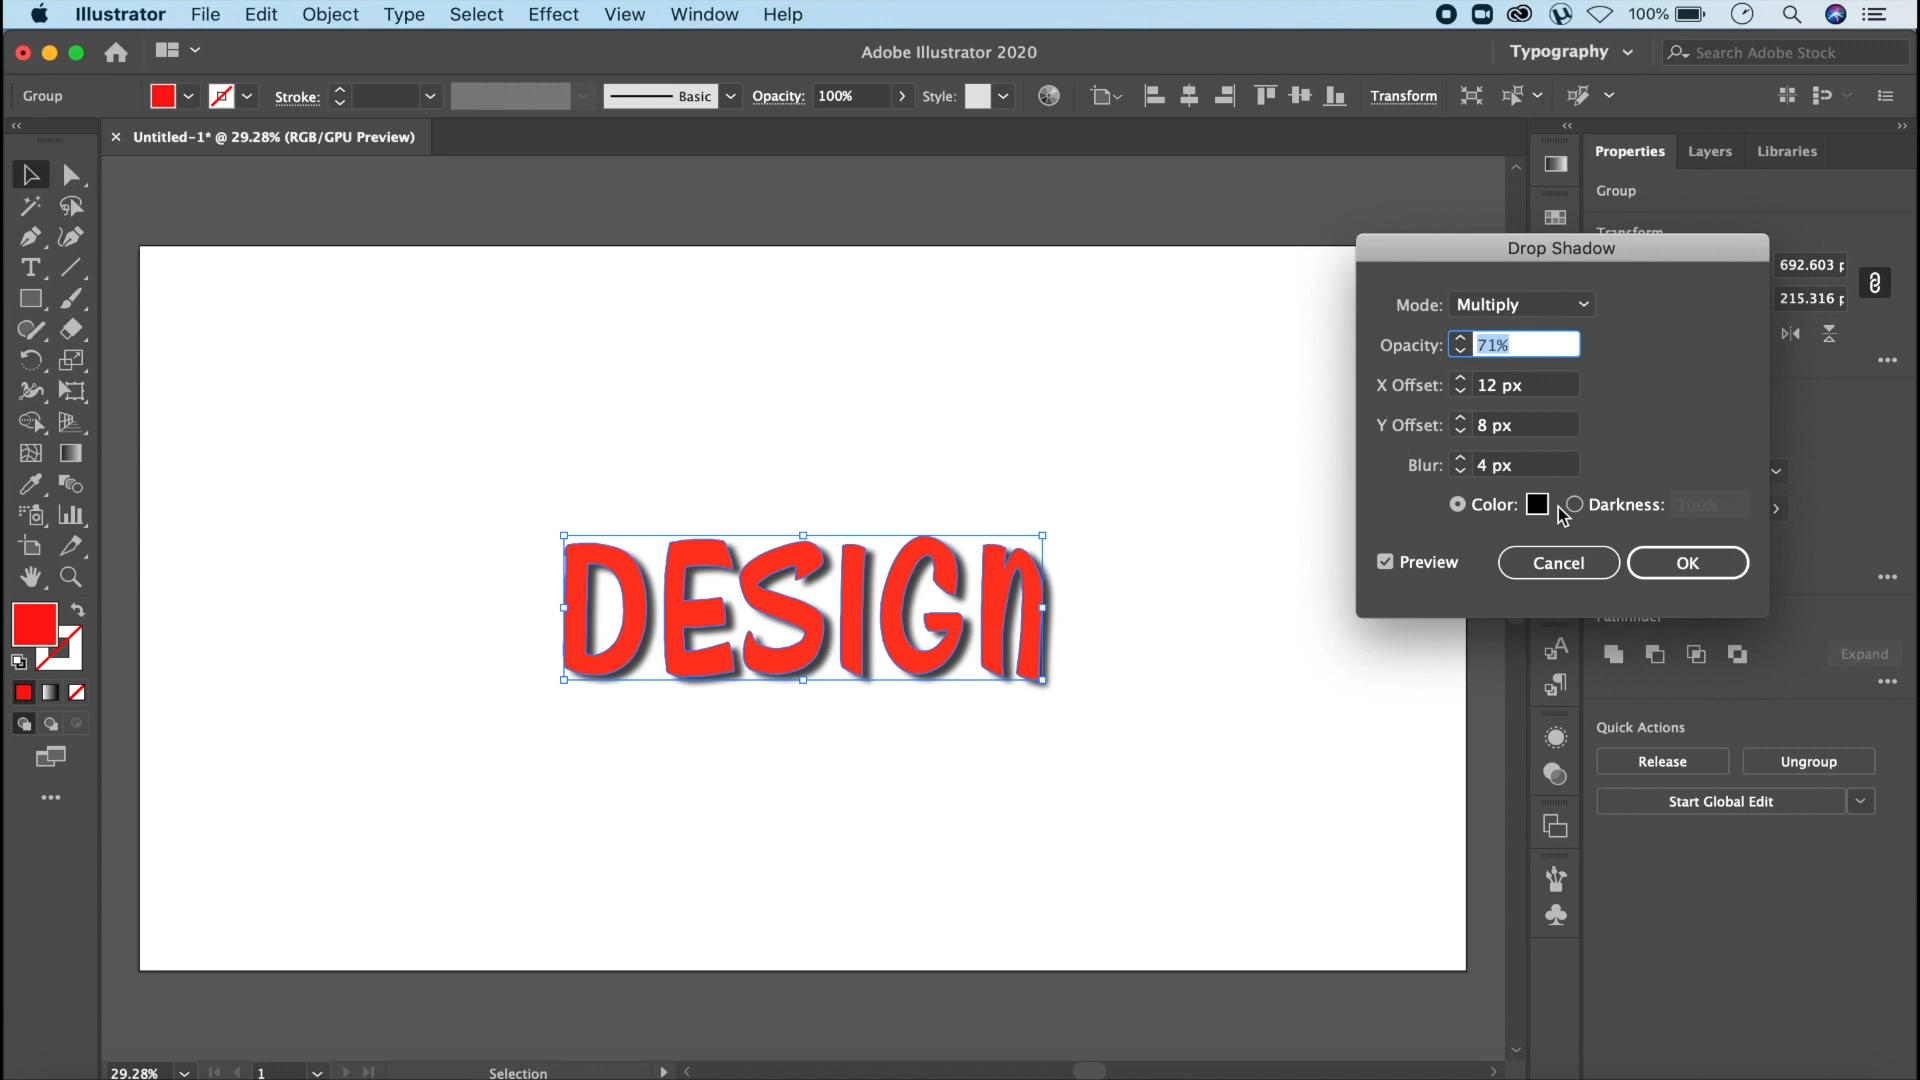 Illustrator File Edit Object Type Select Effect View Window Help 100%
Adobe Illustrator 2020 Typography Search Adobe Stock
Group Stroke: Basic Opacity: 100% Style: Transform
× Untitled-1* @ 29.28% (RGB/GPU Preview)
Properties Layers Libraries
Group
Transform
Drop Shadow
692.603 p
Mode: Multiply
215.316 p
Opacity: 71%
X Offset: 12 px
Y Offset: 8 px
Blur: 4 px
Color: Darkness: 100%
Preview Cancel OK
DESIGN
Pathfinder
Expand
Quick Actions
Release Ungroup
Start Global Edit
29.28% 1 Selection